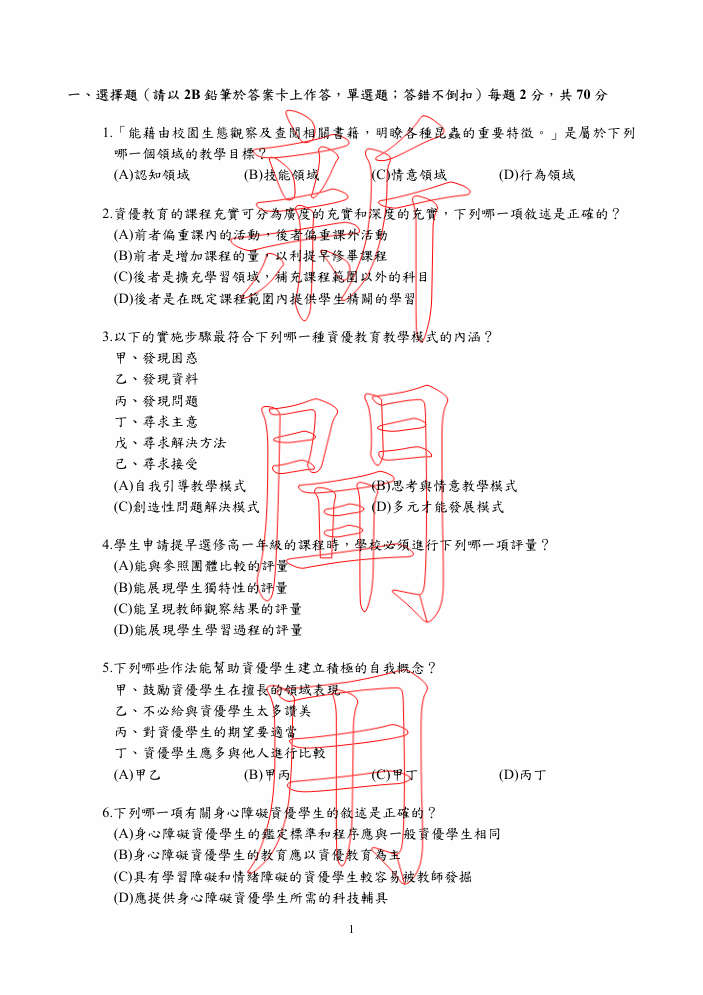 一、選擇題（請以 2B 鉛筆於答案卡上作答，單選題；答錯不倒扣）每題 2 分，共 70 分
1.「能藉由校園生態觀察及查閱相關書籍，明瞭各種昆蟲的重要特徵。」是屬於下列
哪一個領域的教學目標？
(A)認知領域 (B)技能領域 (C)情意領域 (D)行為領域
2.資優教育的課程充實可分為廣度的充實和深度的充實，下列哪一項敘述是正確的？
(A)前者偏重課內的活動，後者偏重課外活動
(B)前者是增加課程的量，以利提早修畢課程
(C)後者是擴充學習領域，補充課程範圍以外的科目
(D)後者是在既定課程範圍內提供學生精闢的學習
3.以下的實施步驟最符合下列哪一種資優教育教學模式的內涵？
甲、發現困惑
乙、發現資料
丙、發現問題
丁、尋求主意
戊、尋求解決方法
己、尋求接受
(A)自我引導教學模式 (B)思考與情意教學模式
(C)創造性問題解決模式 (D)多元才能發展模式
4.學生申請提早選修高一年級的課程時，學校必須進行下列哪一項評量？
(A)能與參照團體比較的評量
(B)能展現學生獨特性的評量
(C)能呈現教師觀察結果的評量
(D)能展現學生學習過程的評量
5.下列哪些作法能幫助資優學生建立積極的自我概念？
甲、鼓勵資優學生在擅長的領域表現
乙、不必給與資優學生太多讚美
丙、對資優學生的期望要適當
丁、資優學生應多與他人進行比較
(A)甲乙 (B)甲丙 (C)甲丁 (D)丙丁
6.下列哪一項有關身心障礙資優學生的敘述是正確的？
(A)身心障礙資優學生的鑑定標準和程序應與一般資優學生相同
(B)身心障礙資優學生的教育應以資優教育為主
(C)具有學習障礙和情緒障礙的資優學生較容易被教師發掘
(D)應提供身心障礙資優學生所需的科技輔具
1
新聞用